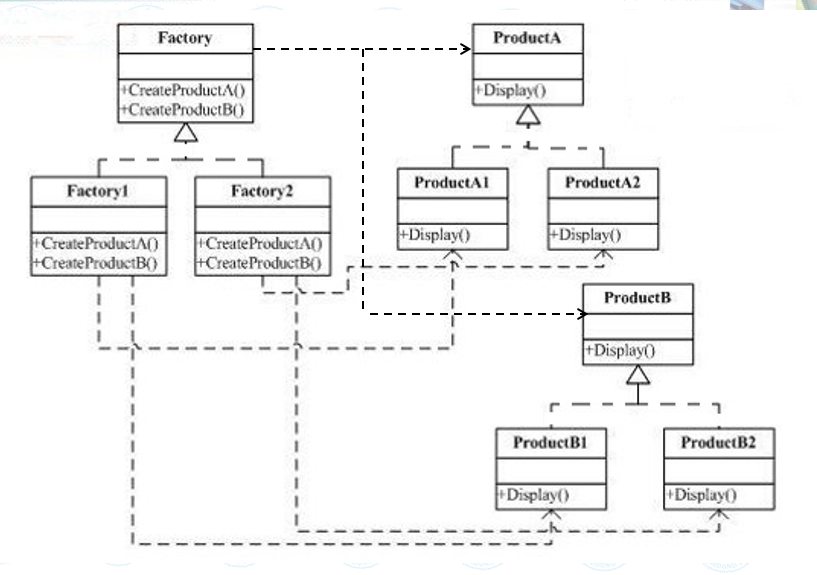 Factory
+CreateProductA()
+CreateProductB()
ProductA
+Display()
Factory1
+CreateProductA()
+CreateProductB()
Factory2
+CreateProductA()
+CreateProductB()
ProductA1
+Display()
ProductA2
+Display()
ProductB
+Display()
ProductB1
+Display()
ProductB2
+Display()